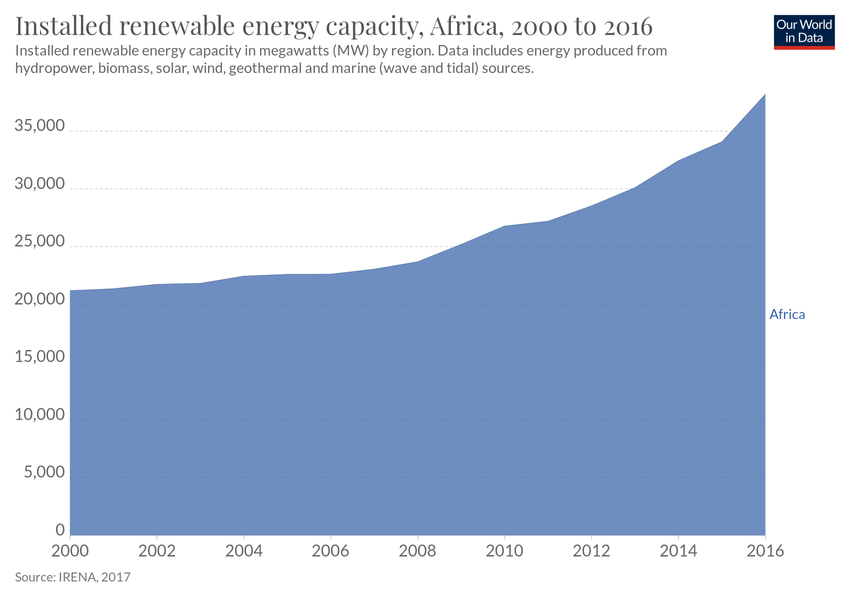 Installed renewable energy capacity, Africa, 2000 to 2016
Installed renewable energy capacity in megawatts (MW) by region. Data includes energy produced from
hydropower, biomass, solar, wind, geothermal and marine (wave and tidal) sources.
Our World
in Data
35,000
30,000
25,000
20,000
15,000
10,000
5,000
0
Africa
2000 2002 2004 2006 2008 2010 2012 2014 2016
Source: IRENA, 2017